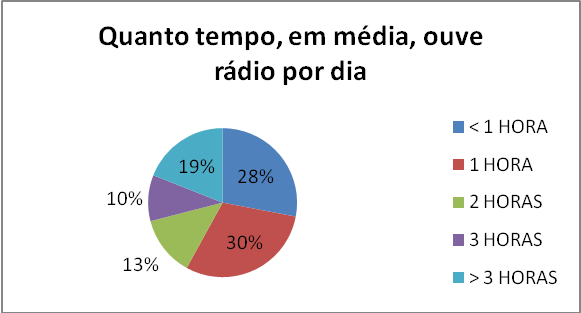 Quanto tempo, em média, ouve
rádio por dia
28%
30%
13%
10%
19%
< 1 HORA
1 HORA
2 HORAS
3 HORAS
> 3 HORAS